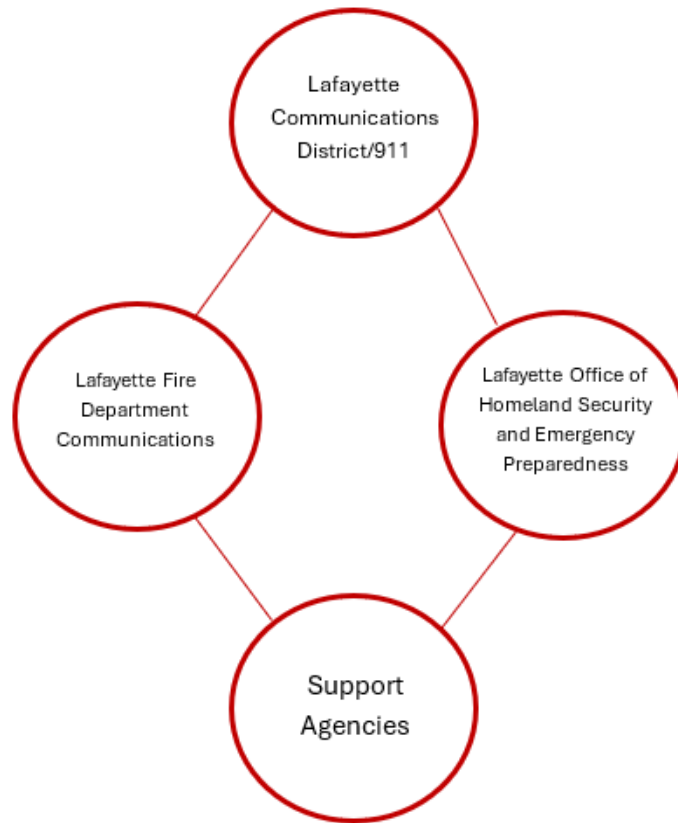 Lafayette
Communications
District/911
Lafayette Fire
Department
Communications
Lafayette Office of
Homeland Security
and Emergency
Preparedness
Support
Agencies